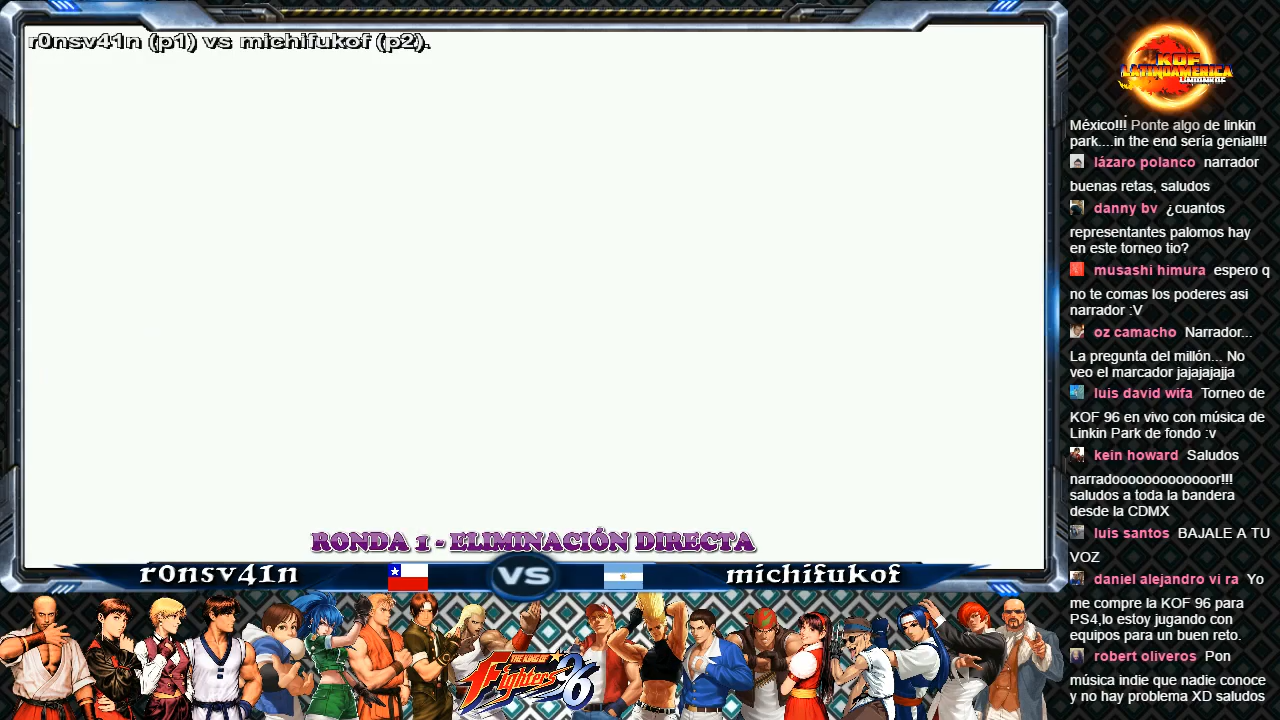 r0nsv41n (p1) vs michifukof (p2).
KOF
LATINOAMERICA
México!!! Ponte algo de linkin
park....in the end sería genial!!!
lázaro polanco narrador
buenas retas, saludos
danny bv ¿cuantos
representantes palomos hay
en este torneo tio?
musashi himura espero q
no te comas los poderes asi
narrador :V
oz camacho Narrador...
La pregunta del millón... No
veo el marcador jajajajajja
luis david wifa Torneo de
KOF 96 en vivo con música de
Linkin Park de fondo :v
kein howard Saludos
narradooooooooooooor!!!
saludos a toda la bandera
desde la CDMX
luis santos BAJALE A TU
VOZ
daniel alejandro vi ra Yo
me compre la KOF 96 para
PS4,lo estoy jugando con
equipos para un buen reto.
robert oliveros Pon
música indie que nadie conoce
y no hay problema XD saludos
RONDA 1 - ELIMINACIÓN DIRECTA
r0nsv41n VS michifukof
THE KING OF
Fighters 96